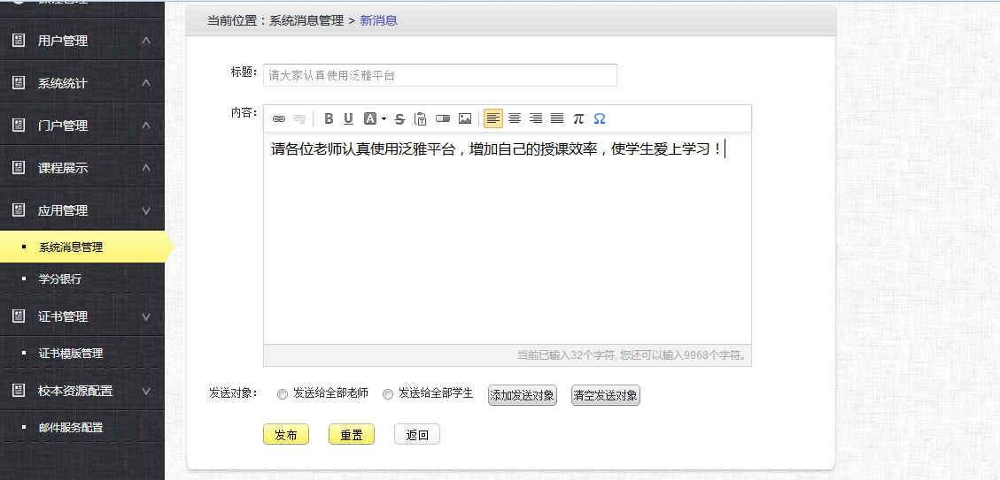 课程管理
用户管理
系统统计
门户管理
课程展示
应用管理
系统消息管理
学分银行
证书管理
证书模版管理
校本资源配置
邮件服务配置
当前位置：系统消息管理 > 新消息
标题：
请大家认真使用泛雅平台
内容：
B U A S π Ω
请各位老师认真使用泛雅平台，增加自己的授课效率，使学生爱上学习！
当前已输入32个字符, 您还可以输入9968个字符。
发送对象： 发送给全部老师 发送给全部学生 添加发送对象 清空发送对象
发布 重置 返回